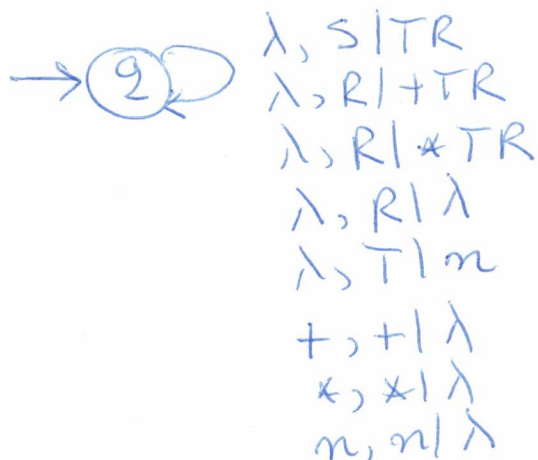 λ, S|TR
q
λ, R|+TR
λ, R|*TR
λ, R|λ
λ, T|n
+, +|λ
*, *|λ
n, n|λ